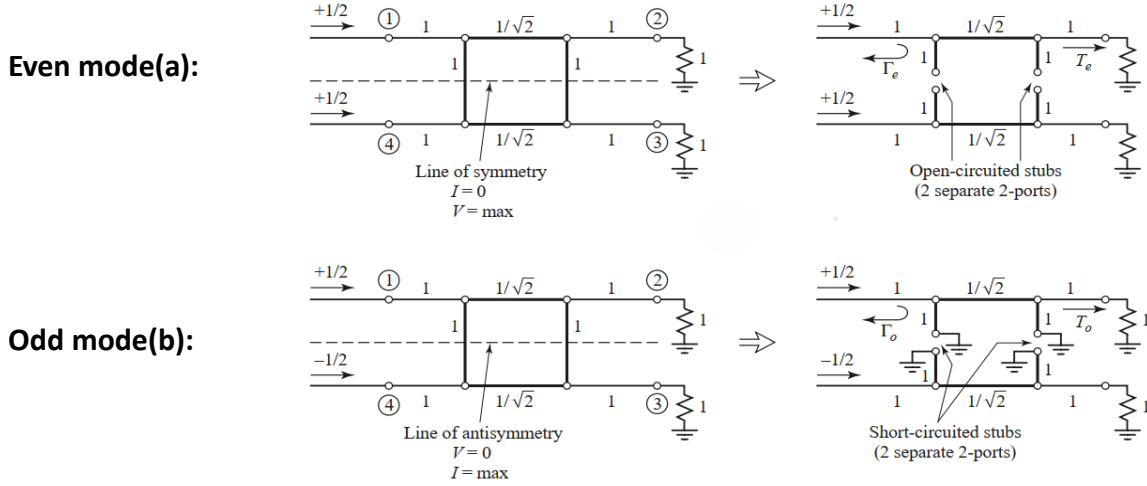 Even mode(a):
+1/2 ① 1 1/√2 1 ②
1 1 1
+1/2
④ 1 1/√2 1 ③ 1
Line of symmetry
I = 0
V = max
+1/2 1 1/√2 1
Γe 1 1 Te 1
+1/2 1 1
1 1/√2 1 1
Open-circuited stubs
(2 separate 2-ports)
Odd mode(b):
+1/2 ① 1 1/√2 1 ②
1 1 1
−1/2
④ 1 1/√2 1 ③ 1
Line of antisymmetry
V = 0
I = max
+1/2 1 1/√2 1
Γo 1 1 To 1
−1/2 1 1
1 1/√2 1 1
Short-circuited stubs
(2 separate 2-ports)